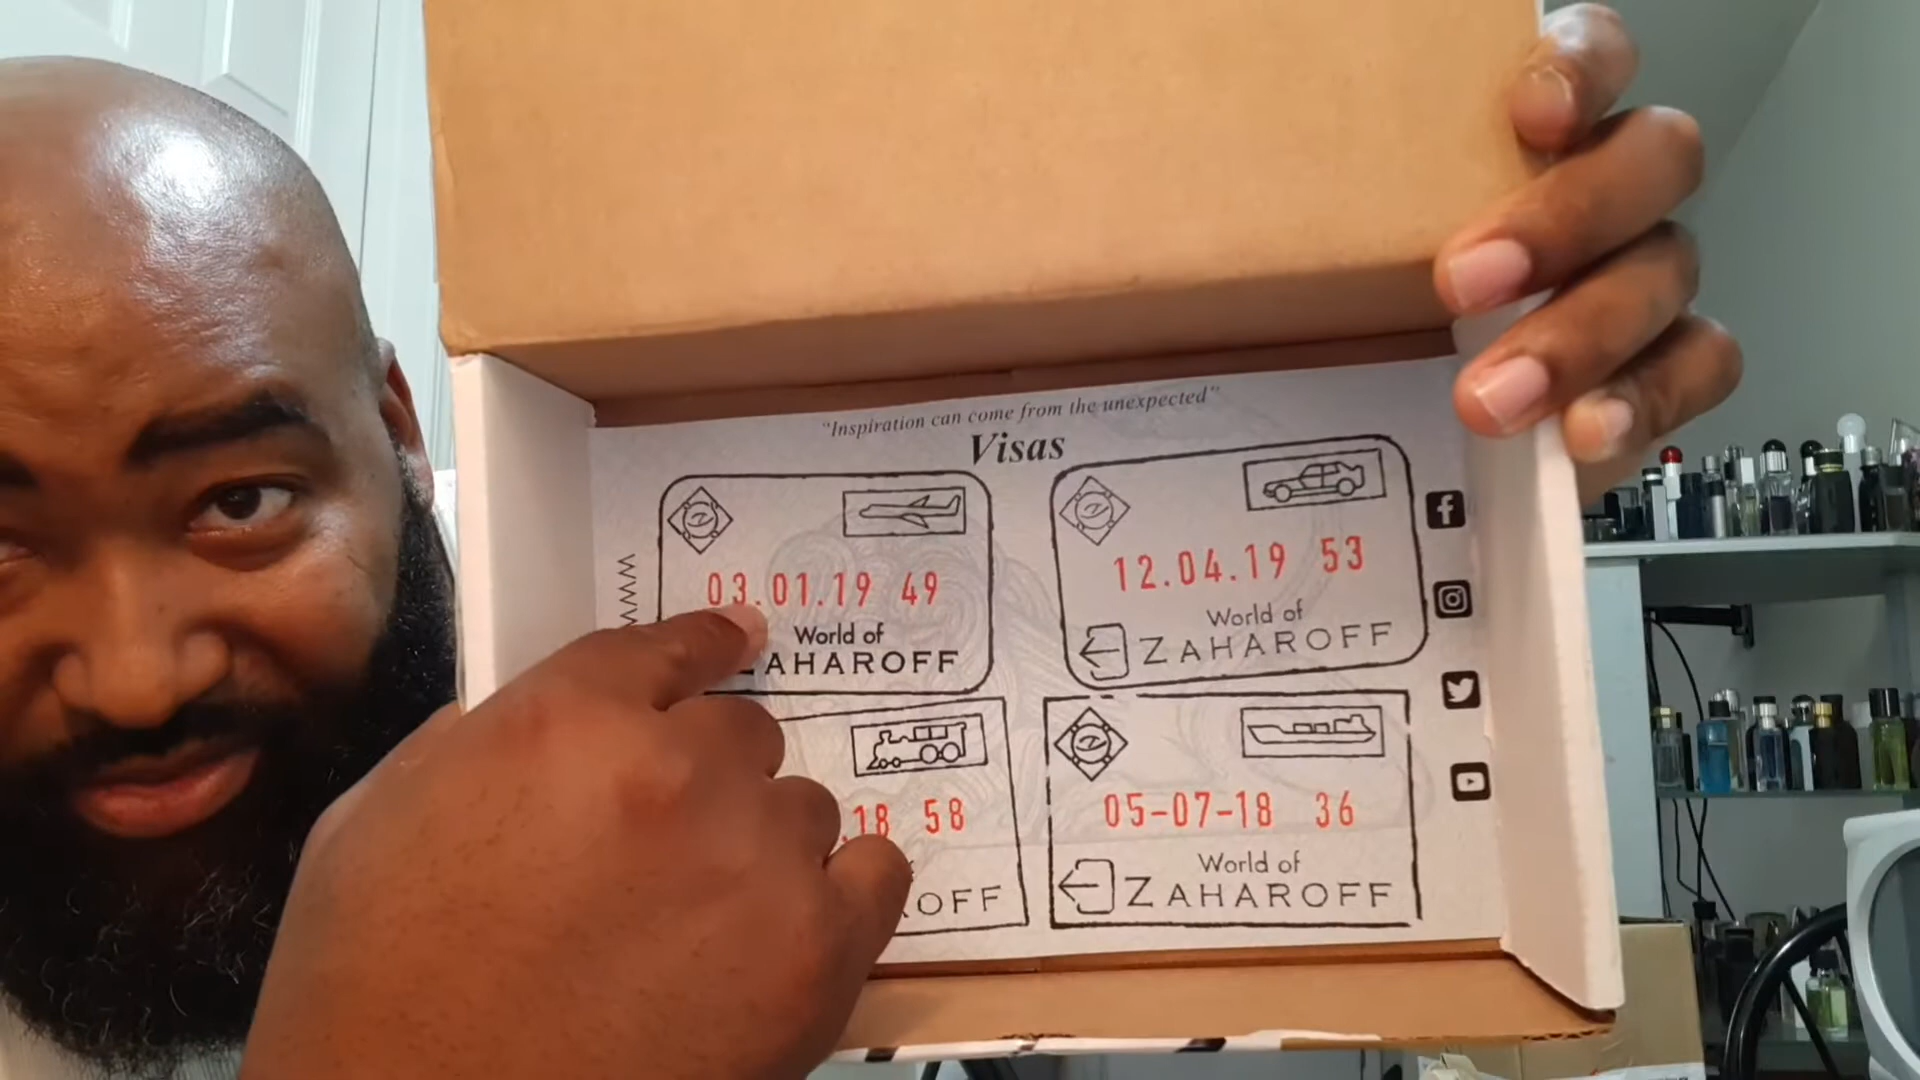 "Inspiration can come from the unexpected"
Visas
03.01.19 49
World of
ZAHAROFF
12.04.19 53
World of
ZAHAROFF
.18 58
OFF
05-07-18 36
World of
ZAHAROFF